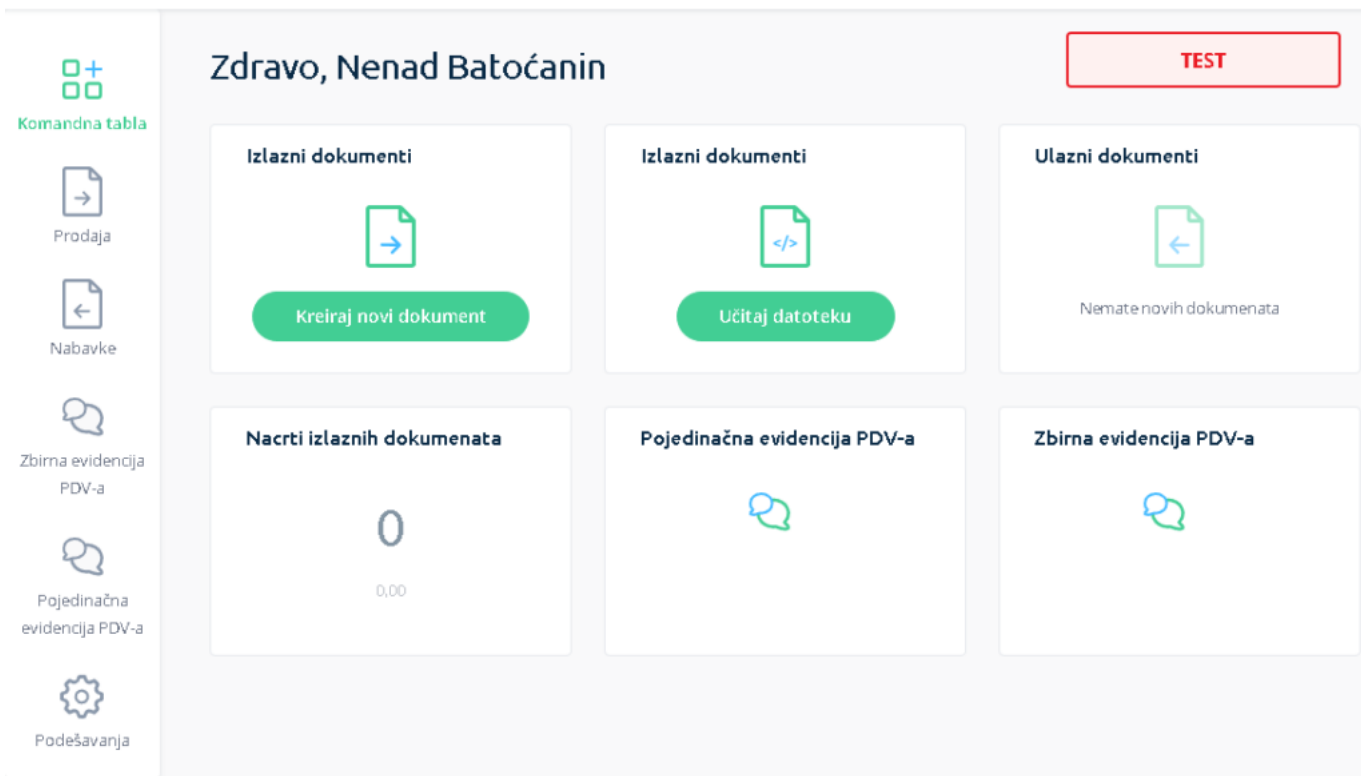 Komandna tabla
Prodaja
Nabavke
Zbirna evidencija
PDV-a
Pojedinačna
evidencija PDV-a
Podešavanja
Zdravo, Nenad Batoćanin
TEST
Izlazni dokumenti
Kreiraj novi dokument
Izlazni dokumenti
</>
Učitaj datoteku
Ulazni dokumenti
Nemate novih dokumenata
Nacrti izlaznih dokumenata
0
0,00
Pojedinačna evidencija PDV-a
Zbirna evidencija PDV-a